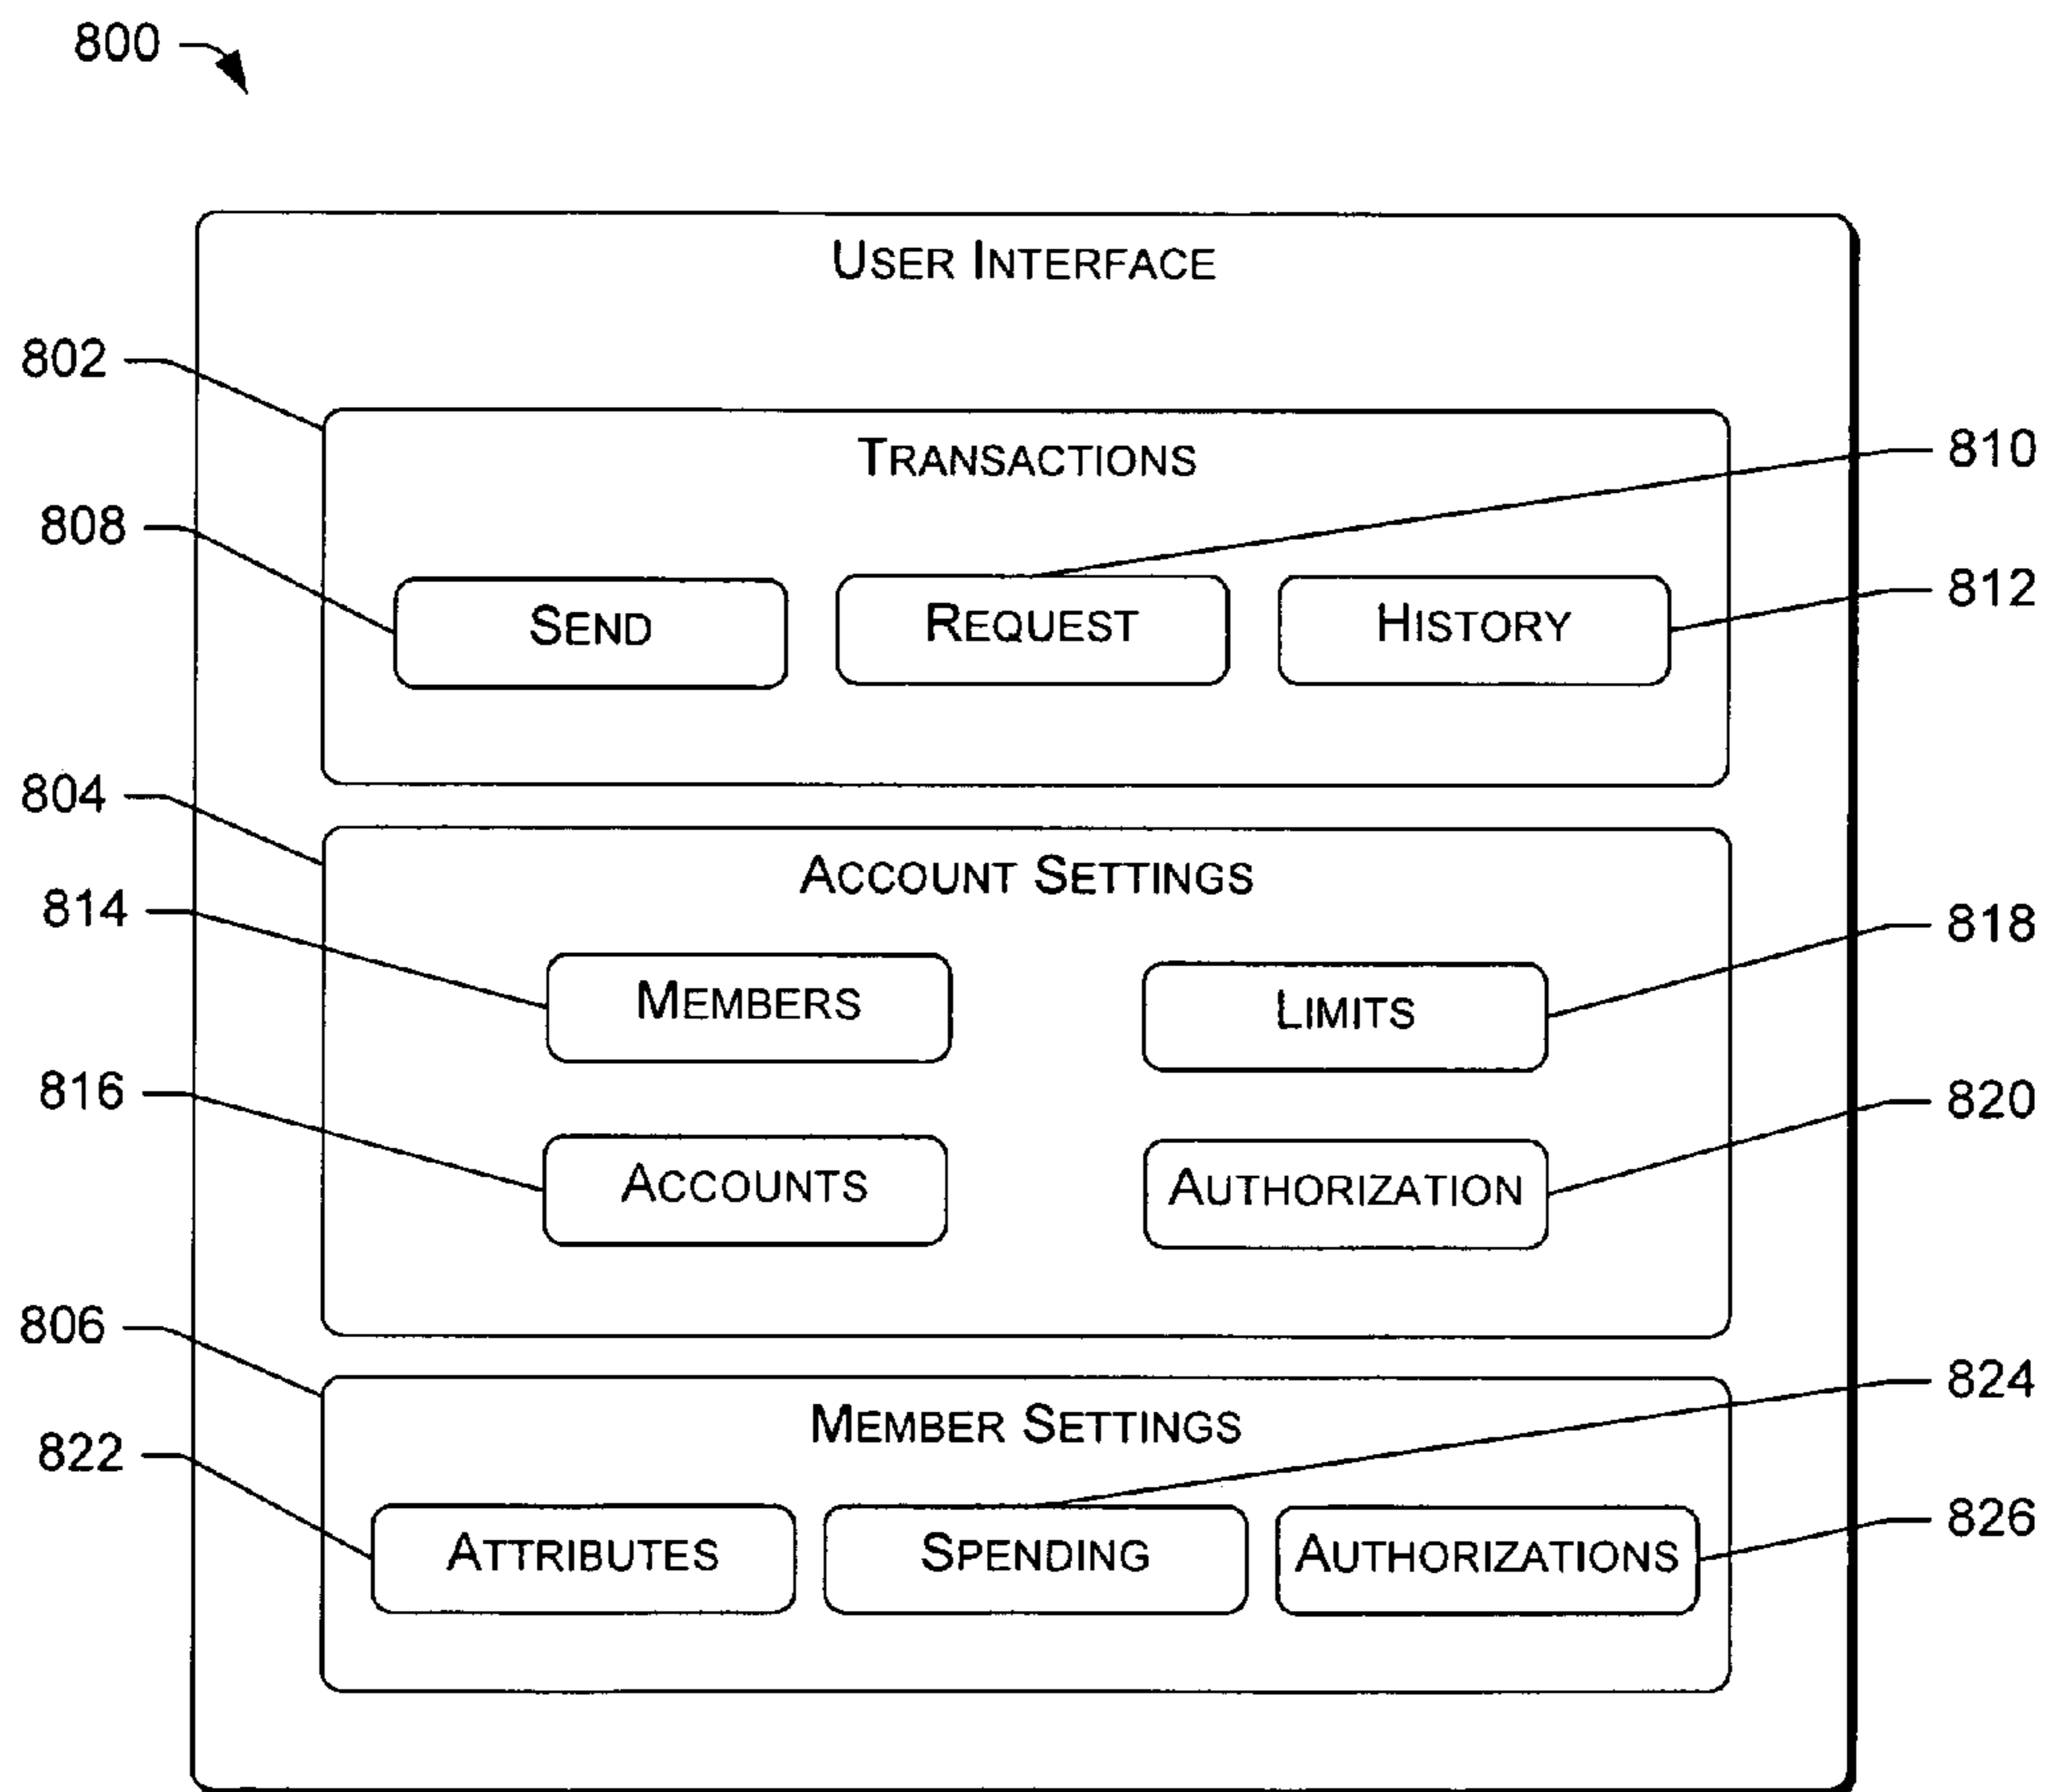 800
USER INTERFACE
802
TRANSACTIONS
810
808
SEND
REQUEST
HISTORY
812
804
ACCOUNT SETTINGS
814
MEMBERS
LIMITS
818
816
ACCOUNTS
AUTHORIZATION
820
806
MEMBER SETTINGS
824
822
ATTRIBUTES
SPENDING
AUTHORIZATIONS
826